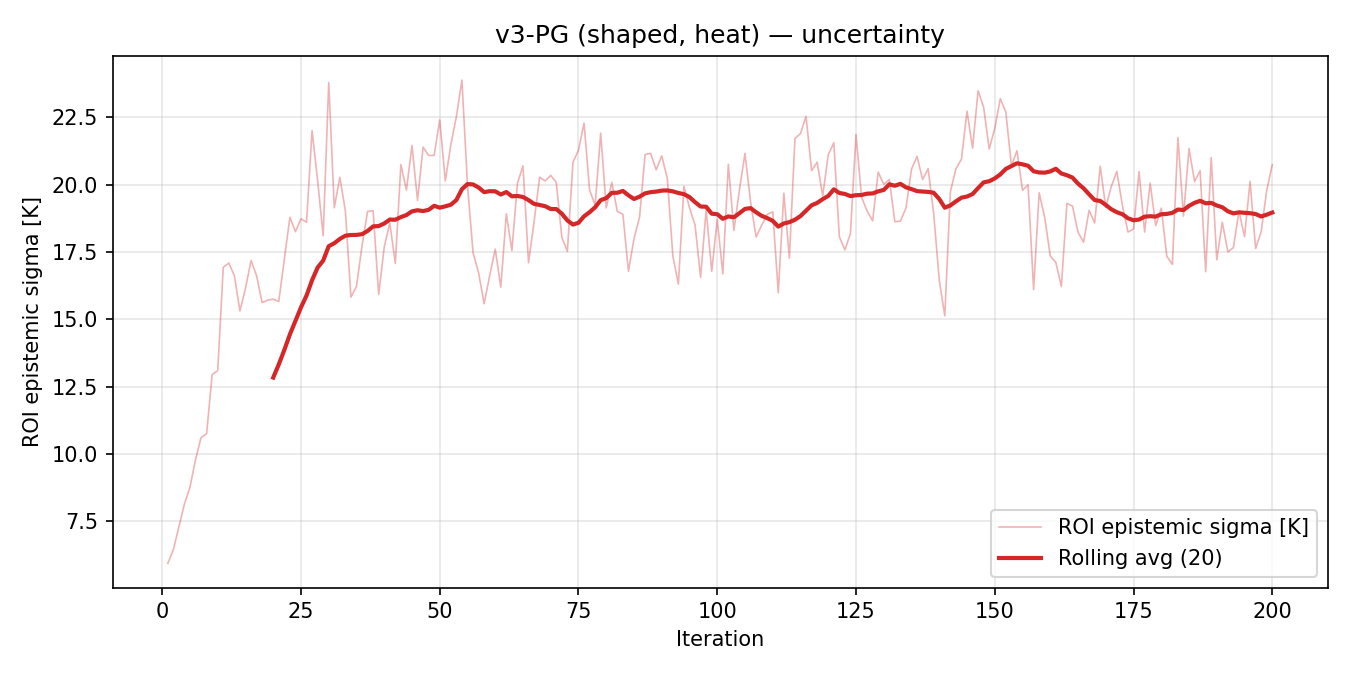 v3-PG (shaped, heat) — uncertainty
ROI epistemic sigma [K]
22.5
20.0
17.5
15.0
12.5
10.0
7.5
ROI epistemic sigma [K]
Rolling avg (20)
0 25 50 75 100 125 150 175 200
Iteration